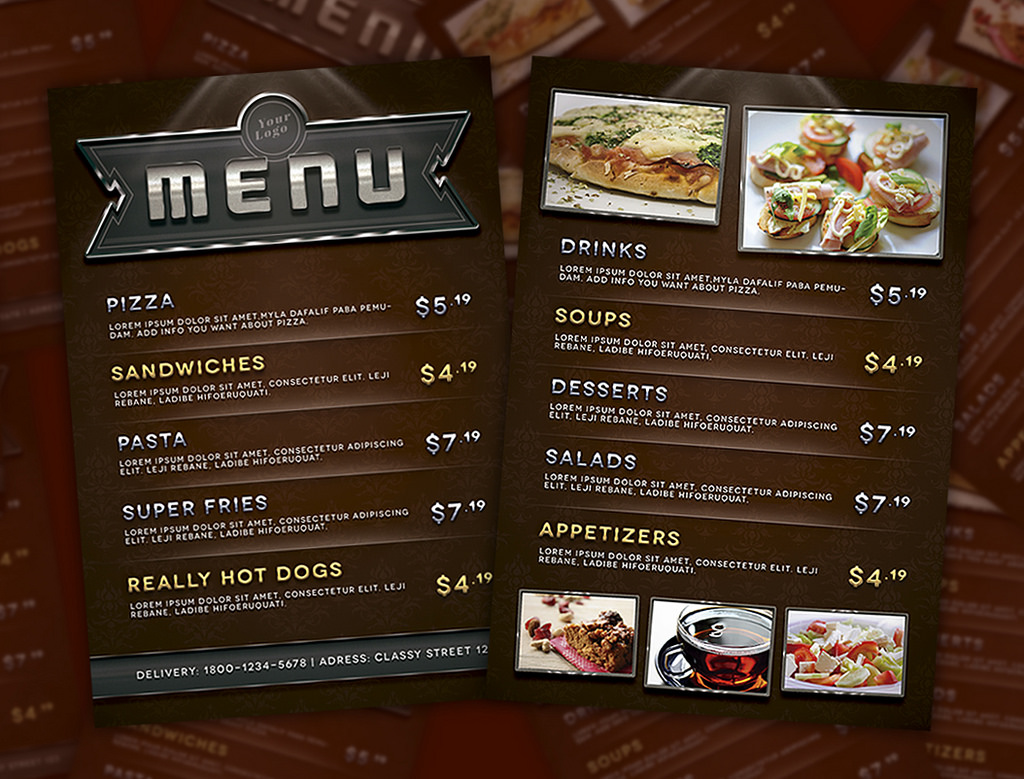 Your
Logo
MENU
PIZZA
LOREM IPSUM DOLOR SIT AMET,MYLA DAFALIF PABA PEMU-
DAM. ADD INFO YOU WANT ABOUT PIZZA.
$5.19
SANDWICHES
LOREM IPSUM DOLOR SIT AMET, CONSECTETUR ELIT. LEJI
REBANE, LADIBE HIFOERUOUATI.
$4.19
PASTA
LOREM IPSUM DOLOR SIT AMET, CONSECTETUR ADIPISCING
ELIT. LEJI REBANE, LADIBE HIFOERUQUAT.
$7.19
SUPER FRIES
LOREM IPSUM DOLOR SIT AMET, CONSECTETUR ADIPISCING
ELIT. LEJI REBANE, LADIBE HIFOERUQUAT.
$7.19
REALLY HOT DOGS
LOREM IPSUM DOLOR SIT AMET, CONSECTETUR ELIT. LEJI
REBANE, LADIBE HIFOERUQUATI.
$4.19
DELIVERY: 1800-1234-5678 | ADRESS: CLASSY STREET 12
DRINKS
LOREM IPSUM DOLOR SIT AMET,MYLA DAFALIF PABA PEMU-
DAM. ADD INFO YOU WANT ABOUT PIZZA.
$5.19
SOUPS
LOREM IPSUM DOLOR SIT AMET, CONSECTETUR ELIT. LEJI
REBANE, LADIBE HIFOERUQUATI.
$4.19
DESSERTS
LOREM IPSUM DOLOR SIT AMET, CONSECTETUR ADIPISCING
ELIT. LEJI REBANE, LADIBE HIFOERUQUAT.
$7.19
SALADS
LOREM IPSUM DOLOR SIT AMET, CONSECTETUR ADIPISCING
ELIT. LEJI REBANE, LADIBE HIFOERUQUAT.
$7.19
APPETIZERS
LOREM IPSUM DOLOR SIT AMET, CONSECTETUR ELIT. LEJI
REBANE, LADIBE HIFOERUQUATI.
$4.19